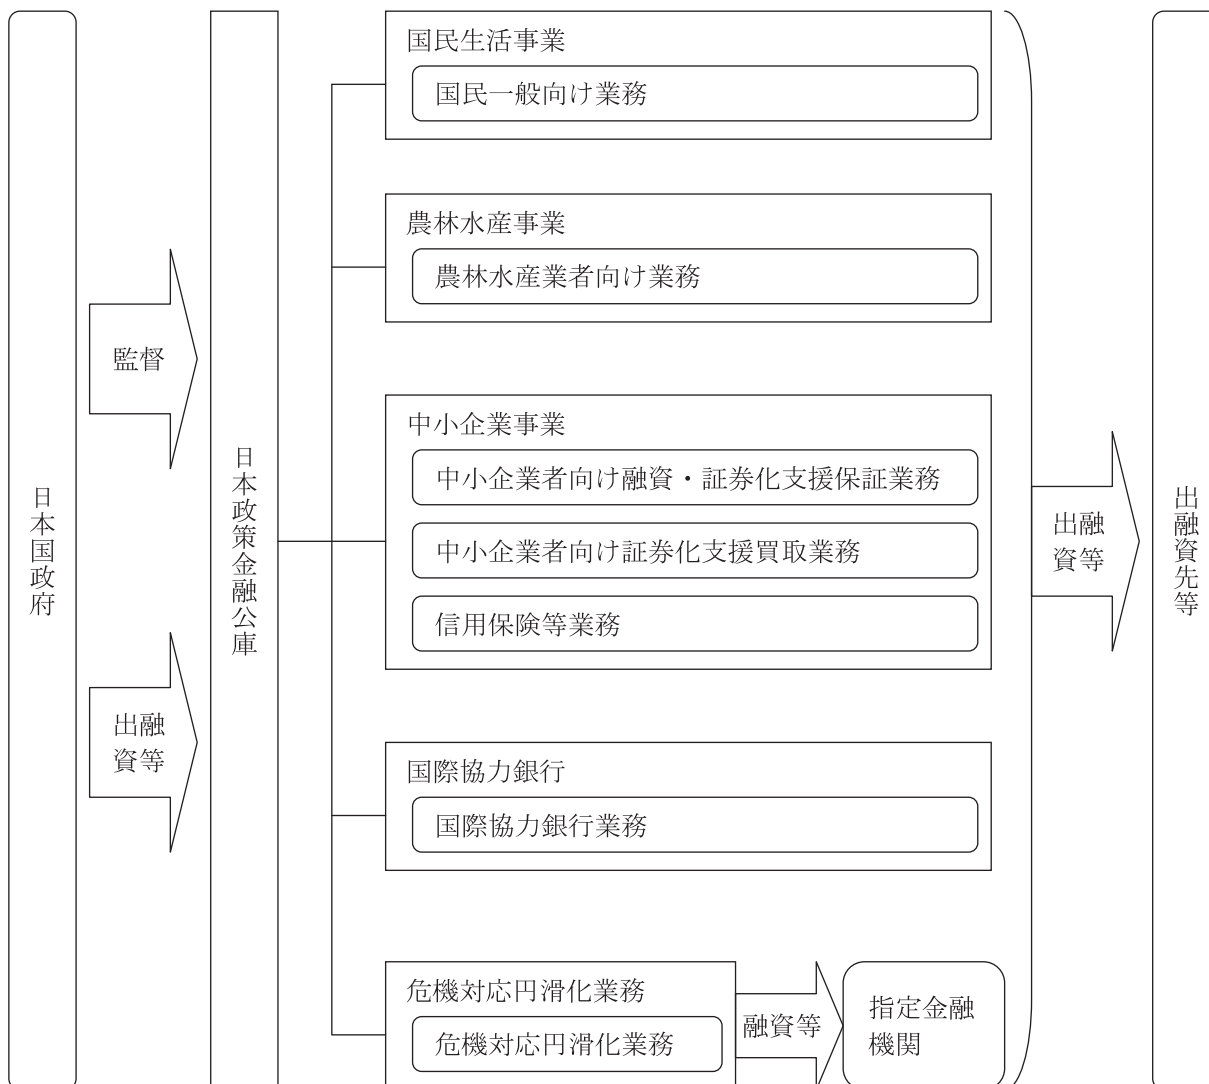 日本国政府
監督
出融
資等
日本政策金融公庫
国民生活事業
国民一般向け業務
農林水産事業
農林水産業者向け業務
中小企業事業
中小企業者向け融資・証券化支援保証業務
中小企業者向け証券化支援買取業務
信用保険等業務
国際協力銀行
国際協力銀行業務
危機対応円滑化業務
危機対応円滑化業務
融資等
指定金融
機関
出融
資等
出融資先等